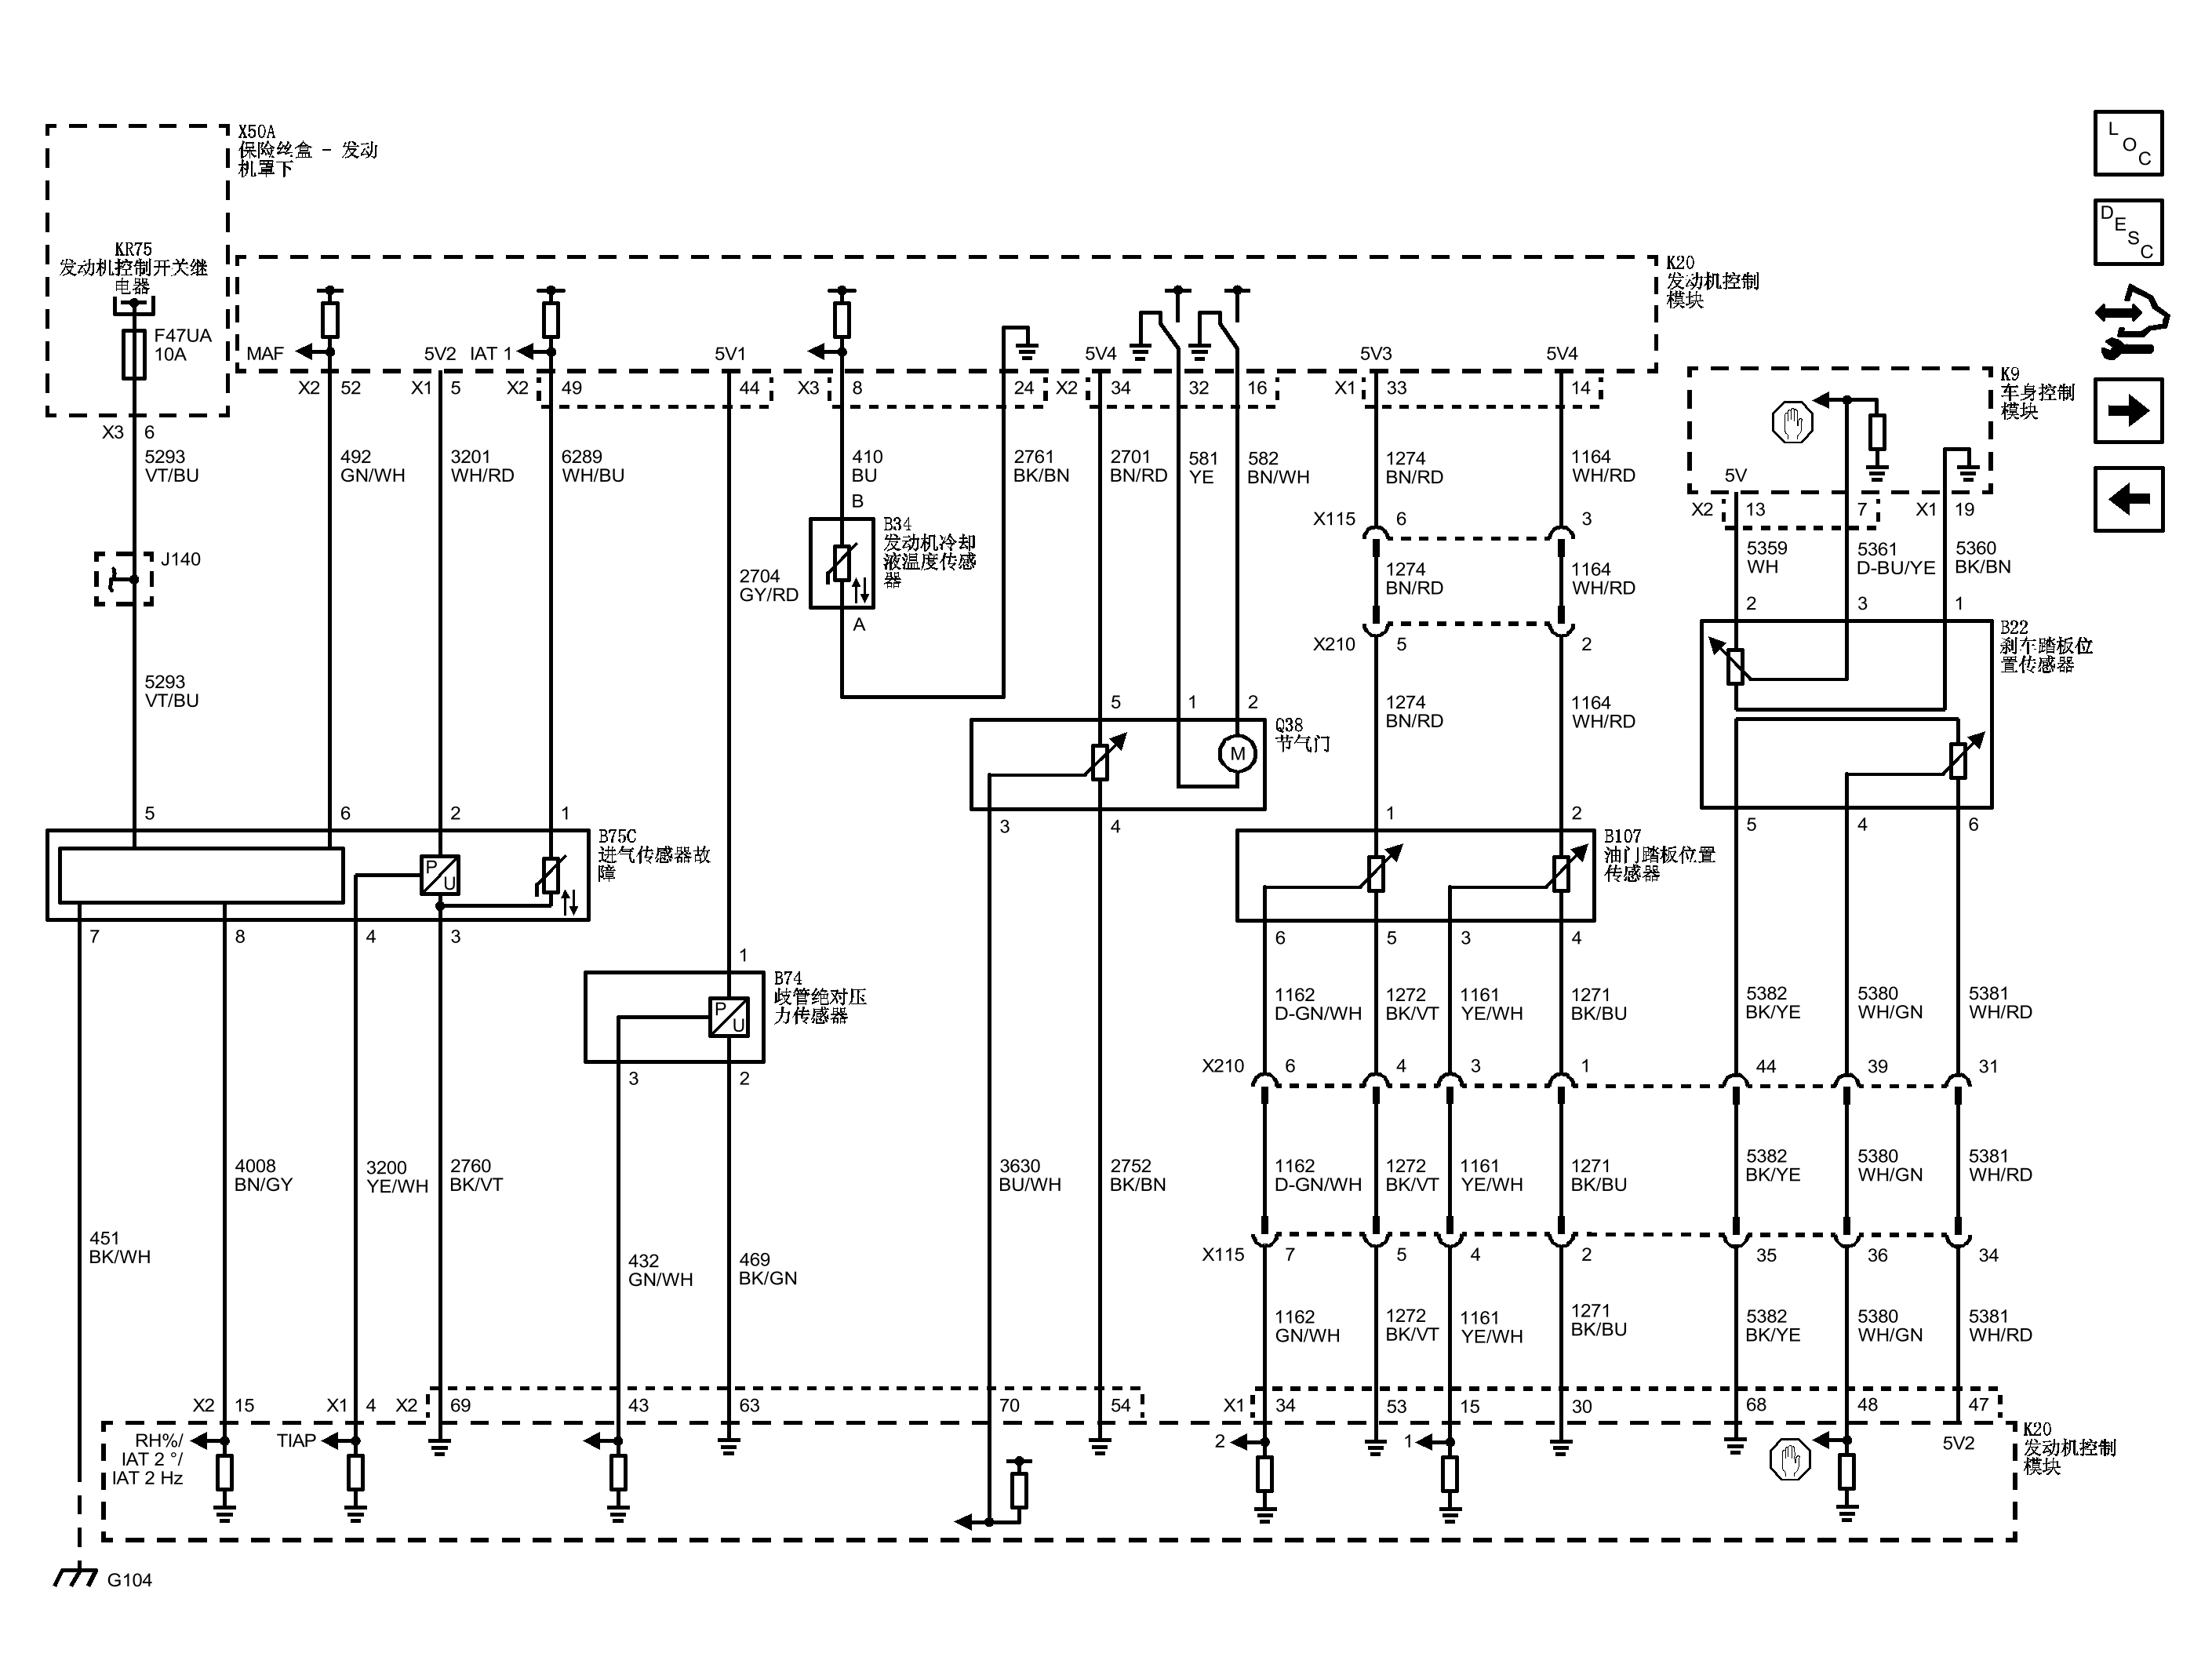 X50A
保险丝盒 - 发动
机罩下
KR75
发动机控制开关继
电器
F47UA
10A
K20
发动机控制
模块
L
O
C
D
E
S
C
MAF
5V2
IAT 1
5V1
5V4
5V3
5V4
X2 52
X1 5
X2 49
44
X3 8
24
X2 34
32
16
X1 33
14
K9
车身控制
模块
5V
X2 13
7
X1 19
X3 6
5293
VT/BU
492
GN/WH
3201
WH/RD
6289
WH/BU
410
BU
2761
BK/BN
2701
BN/RD
581
YE
582
BN/WH
1274
BN/RD
1164
WH/RD
B
B34
发动机冷却
液温度传感
器
A
X115 6
3
5359
WH
5361
D-BU/YE
5360
BK/BN
J140
2704
GY/RD
1274
BN/RD
1164
WH/RD
2
3
1
X210 5
2
B22
刹车踏板位
置传感器
5293
VT/BU
5
1
2
1274
BN/RD
1164
WH/RD
Q38
节气门
M
5
6
2
1
3
4
1
2
5
4
6
B75C
进气传感器故
障
P
U
B107
油门踏板位置
传感器
7
8
4
3
6
5
3
4
1
B74
歧管绝对压
力传感器
P
U
1162
D-GN/WH
1272
BK/VT
1161
YE/WH
1271
BK/BU
5382
BK/YE
5380
WH/GN
5381
WH/RD
3
2
X210 6
4
3
1
44
39
31
4008
BN/GY
3200
YE/WH
2760
BK/VT
3630
BU/WH
2752
BK/BN
1162
D-GN/WH
1272
BK/VT
1161
YE/WH
1271
BK/BU
5382
BK/YE
5380
WH/GN
5381
WH/RD
451
BK/WH
432
GN/WH
469
BK/GN
X115 7
5
4
2
35
36
34
1162
GN/WH
1272
BK/VT
1161
YE/WH
1271
BK/BU
5382
BK/YE
5380
WH/GN
5381
WH/RD
X2 15
X1 4
X2 69
43
63
70
54
X1 34
53
15
30
68
48
47
RH%/
IAT 2 °/
IAT 2 Hz
TIAP
2
1
5V2
K20
发动机控制
模块
G104